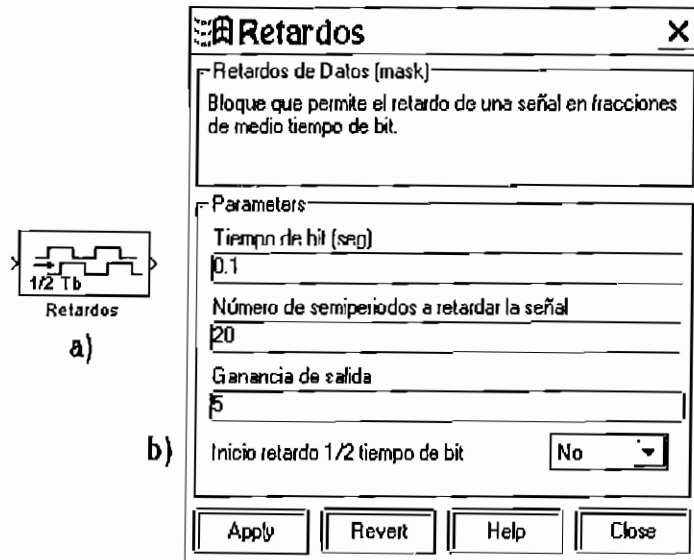 Retardos
Retardos de Datos (mask)
Bloque que permite el retardo de una señal en fracciones
de medio tiempo de bit.
Parameters
Tiempo de bit (seg)
0.1
Número de semiperiodos a retardar la señal
20
Ganancia de salida
5
Inicio retardo 1/2 tiempo de bit
No
Apply
Revert
Help
Close
1/2 Tb
Retardos
a)
b)